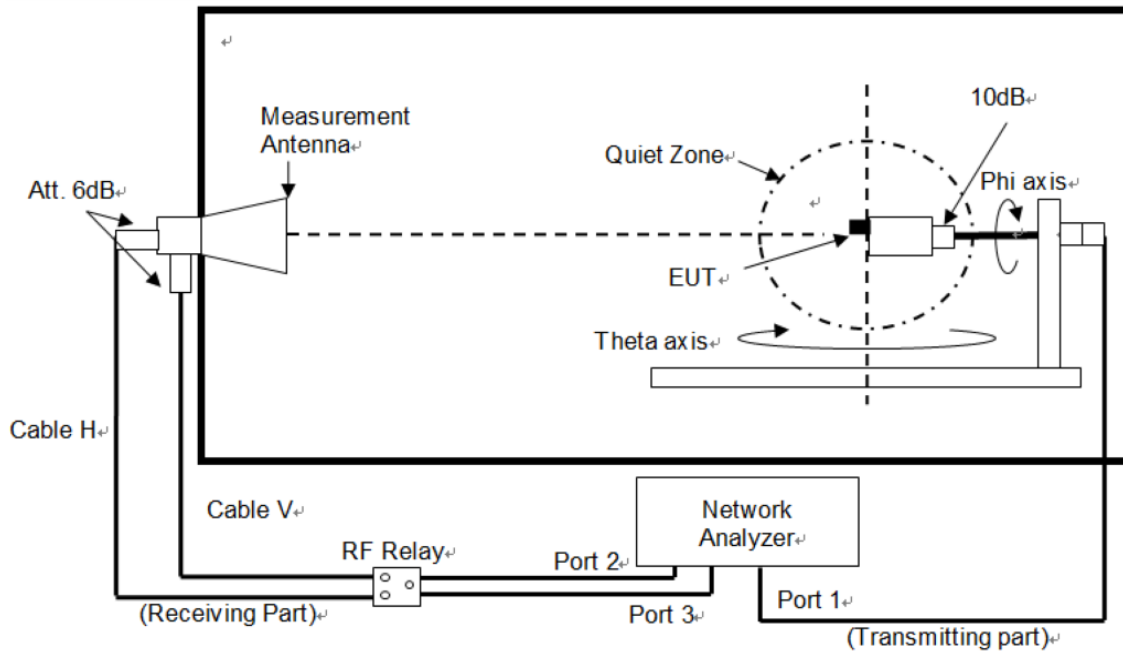 Measurement
Antenna↵
Att. 6dB↵
Quiet Zone↵
10dB↵
Phi axis↵
EUT↵
Theta axis↵
Cable H↵
Cable V↵
RF Relay↵
(Receiving Part)↵
Network
Analyzer↵
Port 2↵
Port 3↵
Port 1↵
(Transmitting part)↵